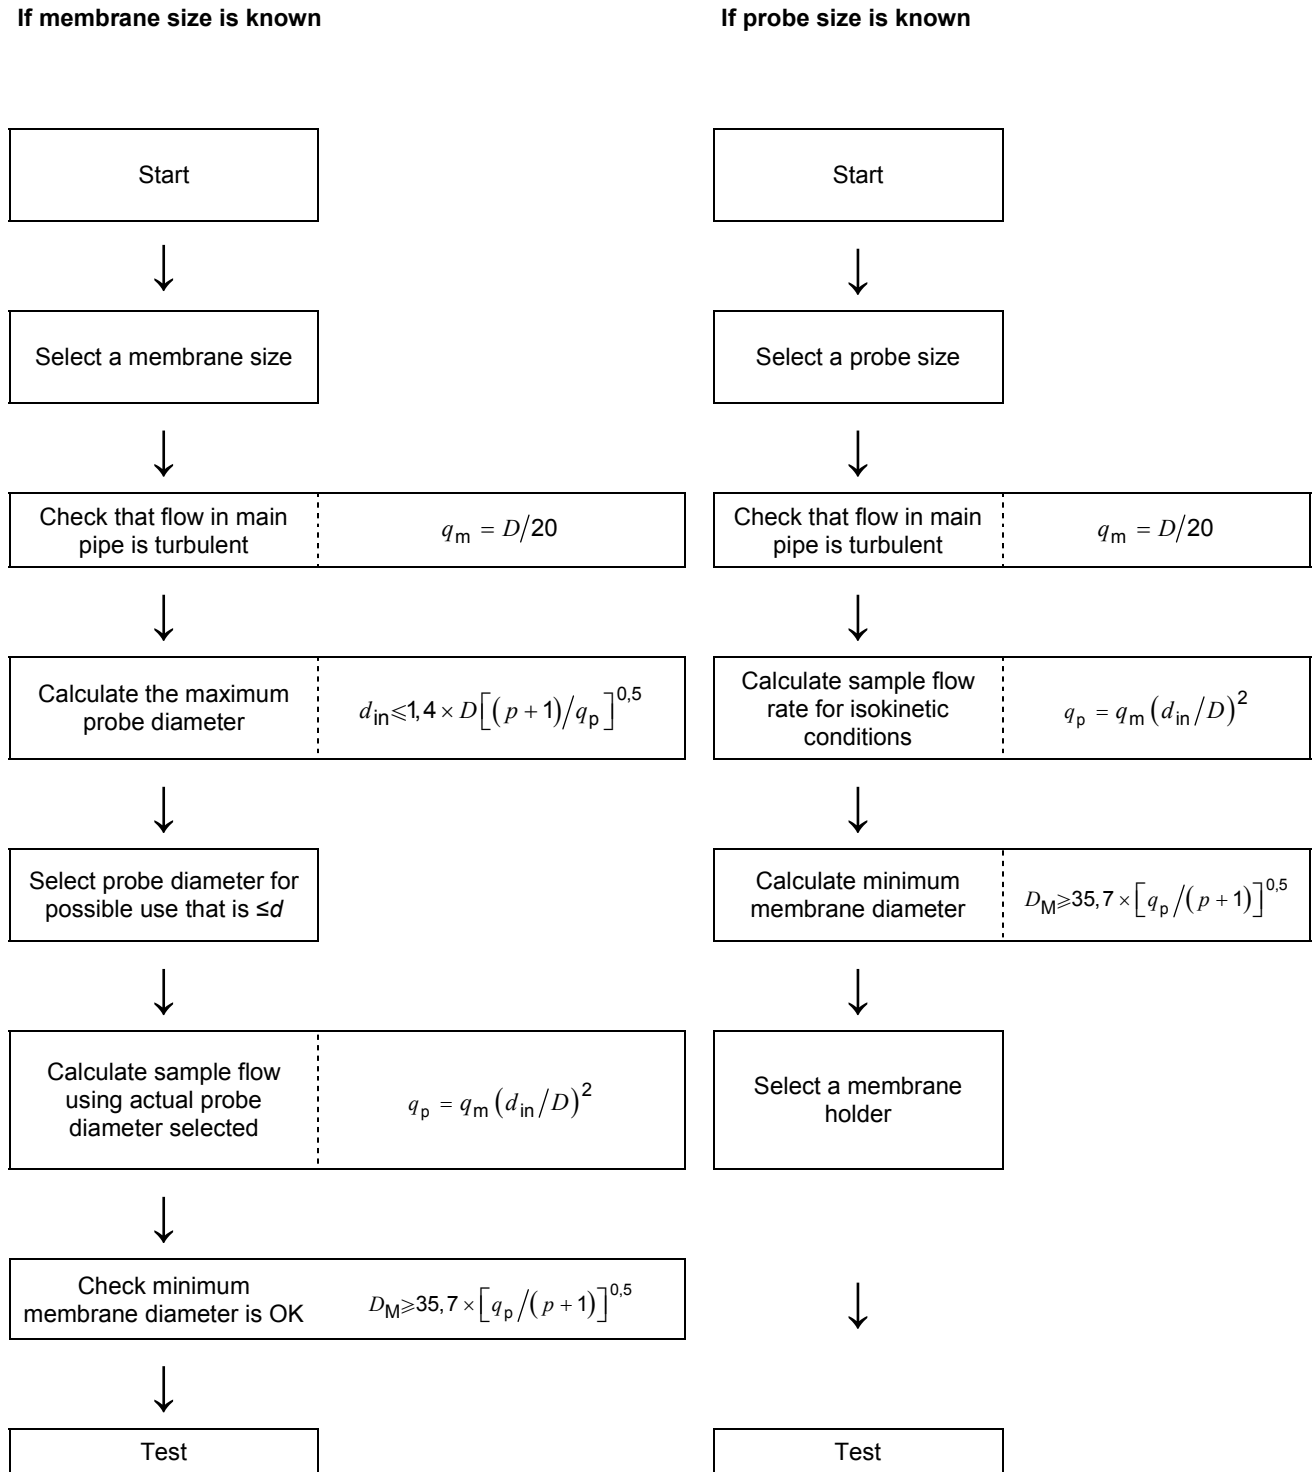 If membrane size is known
Start
Select a membrane size
Check that flow in main
pipe is turbulent
q_m = D/20
Calculate the maximum
probe diameter
d_in ⩽ 1,4 × D[(p + 1)/q_p]^0,5
Select probe diameter for
possible use that is ≤d
Calculate sample flow
using actual probe
diameter selected
q_p = q_m (d_in/D)^2
Check minimum
membrane diameter is OK
D_M ⩾ 35,7 × [q_p/(p + 1)]^0,5
Test
If probe size is known
Start
Select a probe size
Check that flow in main
pipe is turbulent
q_m = D/20
Calculate sample flow
rate for isokinetic
conditions
q_p = q_m (d_in/D)^2
Calculate minimum
membrane diameter
D_M ⩾ 35,7 × [q_p/(p + 1)]^0,5
Select a membrane
holder
Test